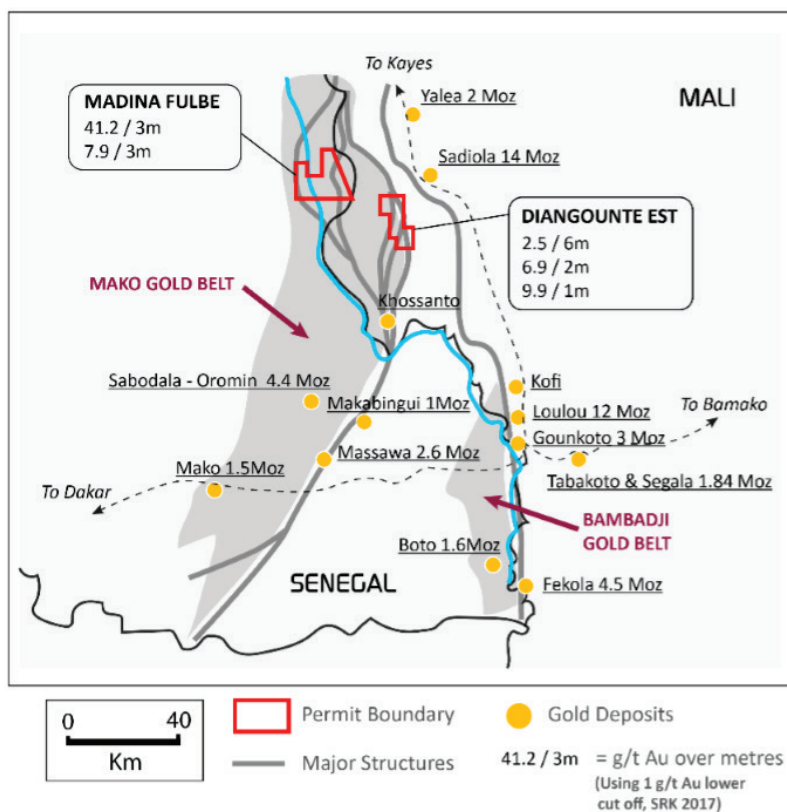 To Kayes
Yalea 2 Moz
MALI
MADINA FULBE
41.2 / 3m
7.9 / 3m
Sadiola 14 Moz
DIANGOUNTE EST
2.5 / 6m
6.9 / 2m
9.9 / 1m
MAKO GOLD BELT
Khossanto
Sabodala - Oromin 4.4 Moz
Kofi
Makabingui 1Moz
Loulou 12 Moz
To Bamako
Gounkoto 3 Moz
Massawa 2.6 Moz
Mako 1.5Moz
Tabakoto & Segala 1.84 Moz
To Dakar
BAMBADJI
GOLD BELT
Boto 1.6Moz
SENEGAL
Fekola 4.5 Moz
0 40
Km
Permit Boundary
Gold Deposits
Major Structures
41.2 / 3m = g/t Au over metres
(Using 1 g/t Au lower
cut off, SRK 2017)